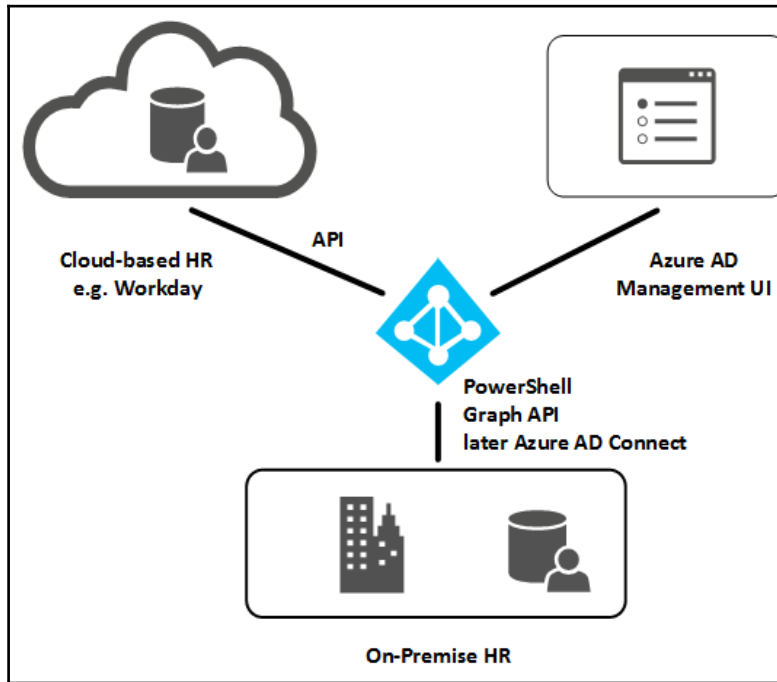 API
Cloud-based HR
e.g. Workday
Azure AD
Management UI
PowerShell
Graph API
later Azure AD Connect
On-Premise HR